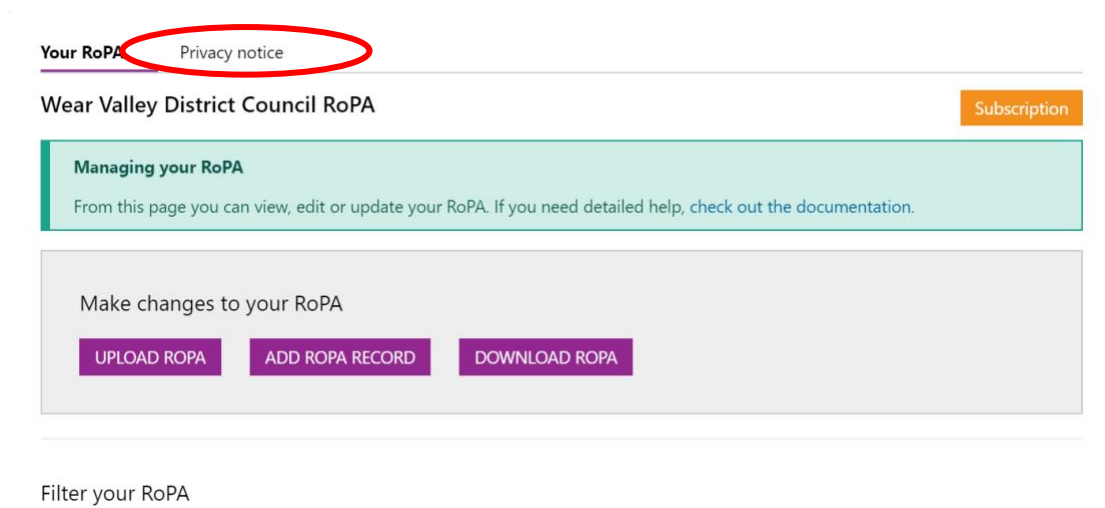 Your RoPA Privacy notice
Wear Valley District Council RoPA
Subscription
Managing your RoPA
From this page you can view, edit or update your RoPA. If you need detailed help, check out the documentation.
Make changes to your RoPA
UPLOAD ROPA ADD ROPA RECORD DOWNLOAD ROPA
Filter your RoPA